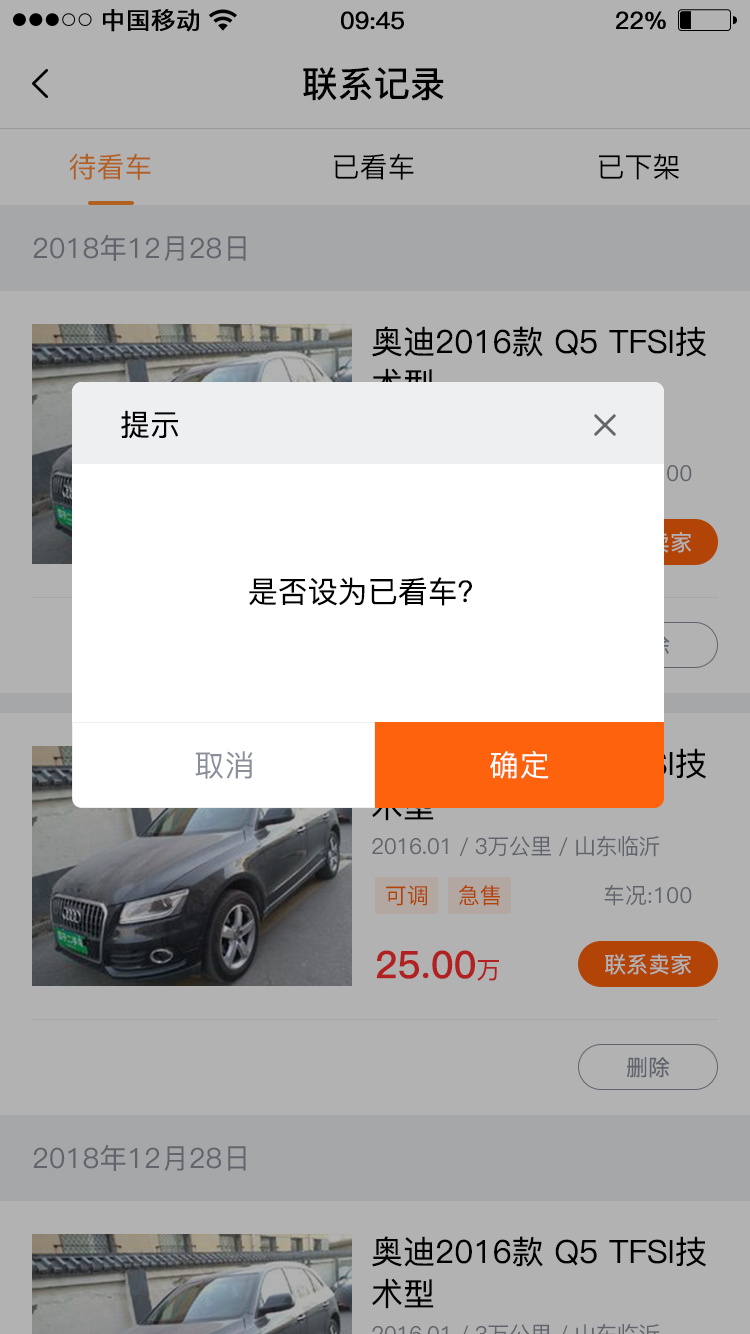 中国移动
09:45
22%
联系记录
待看车
已看车
已下架
2018年12月28日
奥迪2016款 Q5 TFSI技
术型
00
卖家
提示
是否设为已看车?
取消
确定
SI技
术型
2016.01 / 3万公里 / 山东临沂
可调
急售
车况:100
25.00万
联系卖家
删除
2018年12月28日
奥迪2016款 Q5 TFSI技
术型
2016.01 / 3万公里 / 山东临沂